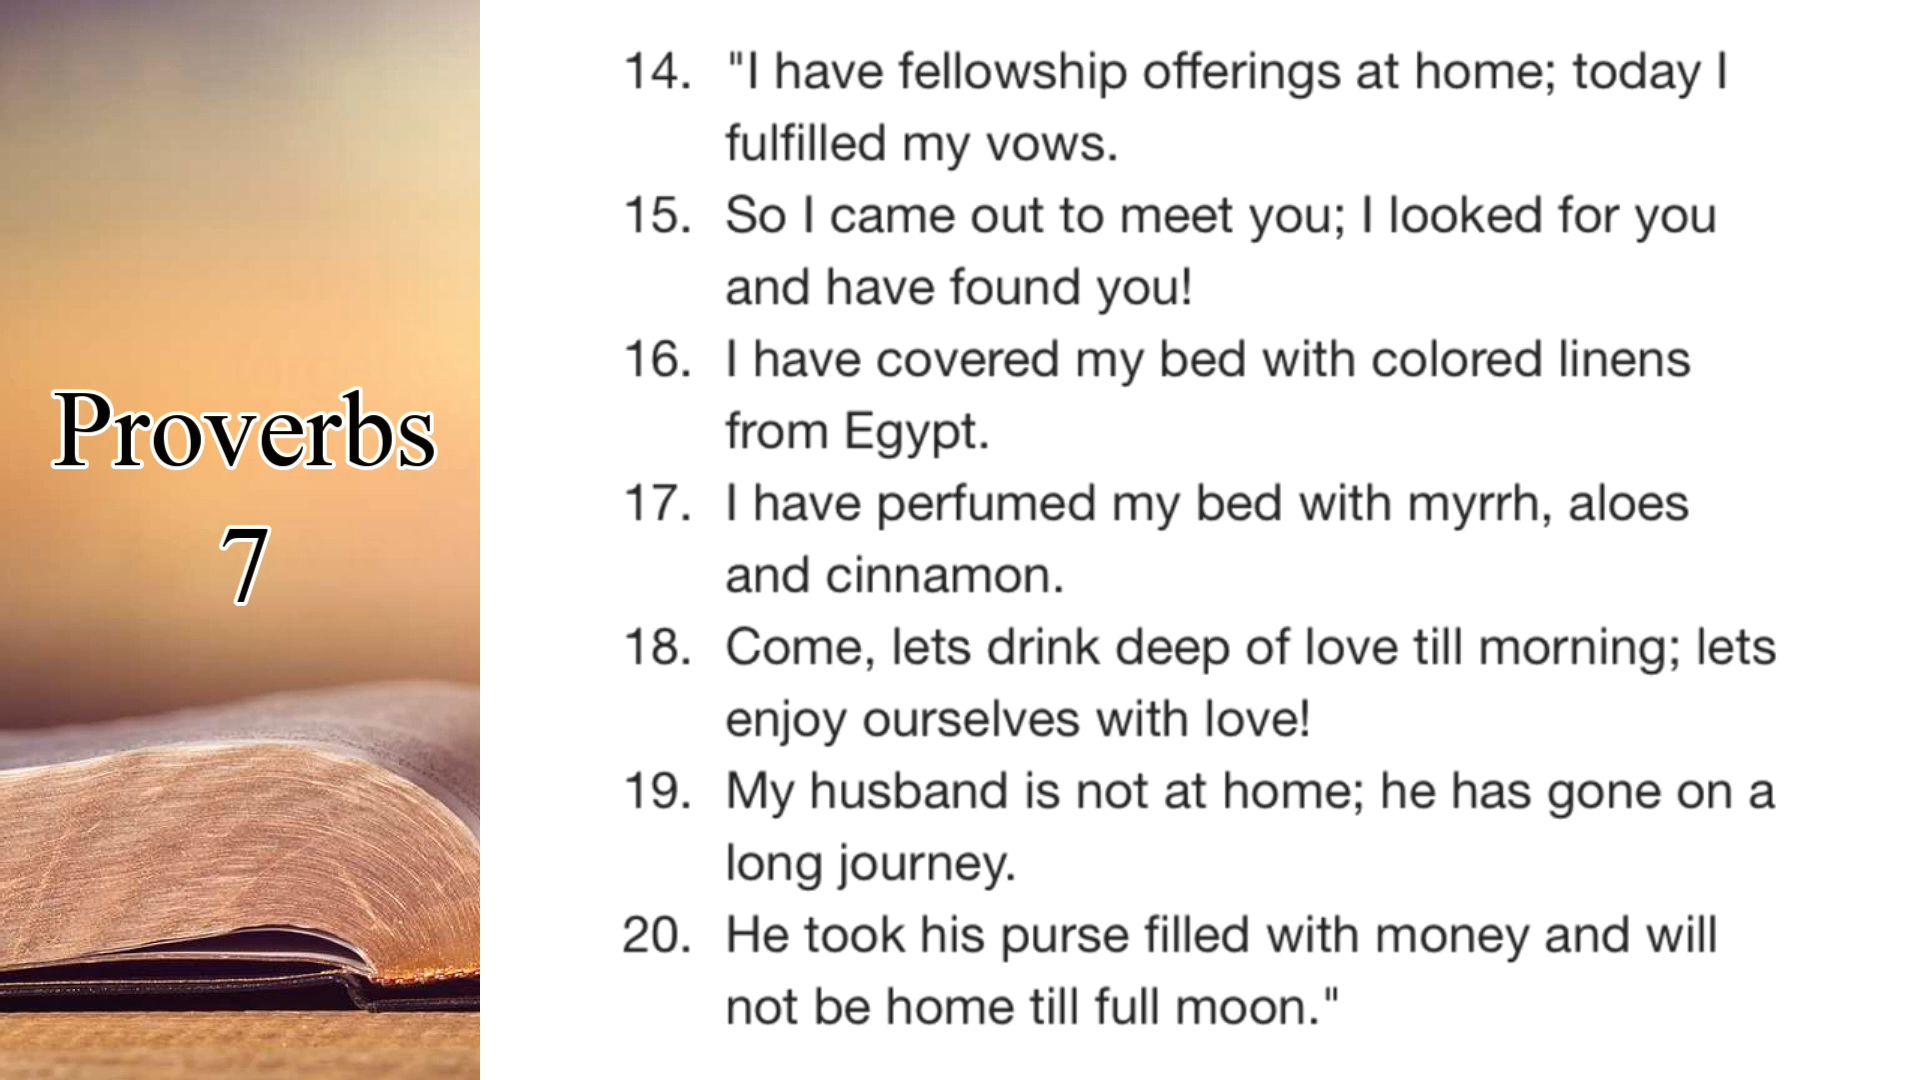 Proverbs
7
14. "I have fellowship offerings at home; today I
fulfilled my vows.
15. So I came out to meet you; I looked for you
and have found you!
16. I have covered my bed with colored linens
from Egypt.
17. I have perfumed my bed with myrrh, aloes
and cinnamon.
18. Come, lets drink deep of love till morning; lets
enjoy ourselves with love!
19. My husband is not at home; he has gone on a
long journey.
20. He took his purse filled with money and will
not be home till full moon."